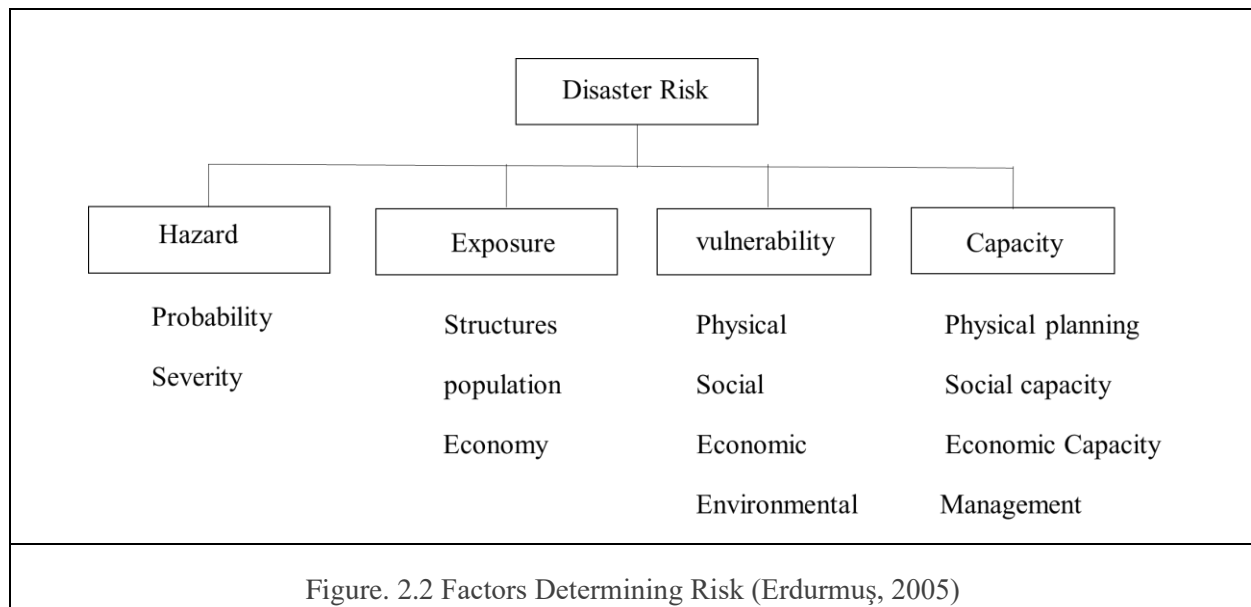 Disaster Risk
Hazard
Exposure
vulnerability
Capacity
Probability
Severity
Structures
population
Economy
Physical
Social
Economic
Environmental
Physical planning
Social capacity
Economic Capacity
Management
Figure. 2.2 Factors Determining Risk (Erdurmuş, 2005)